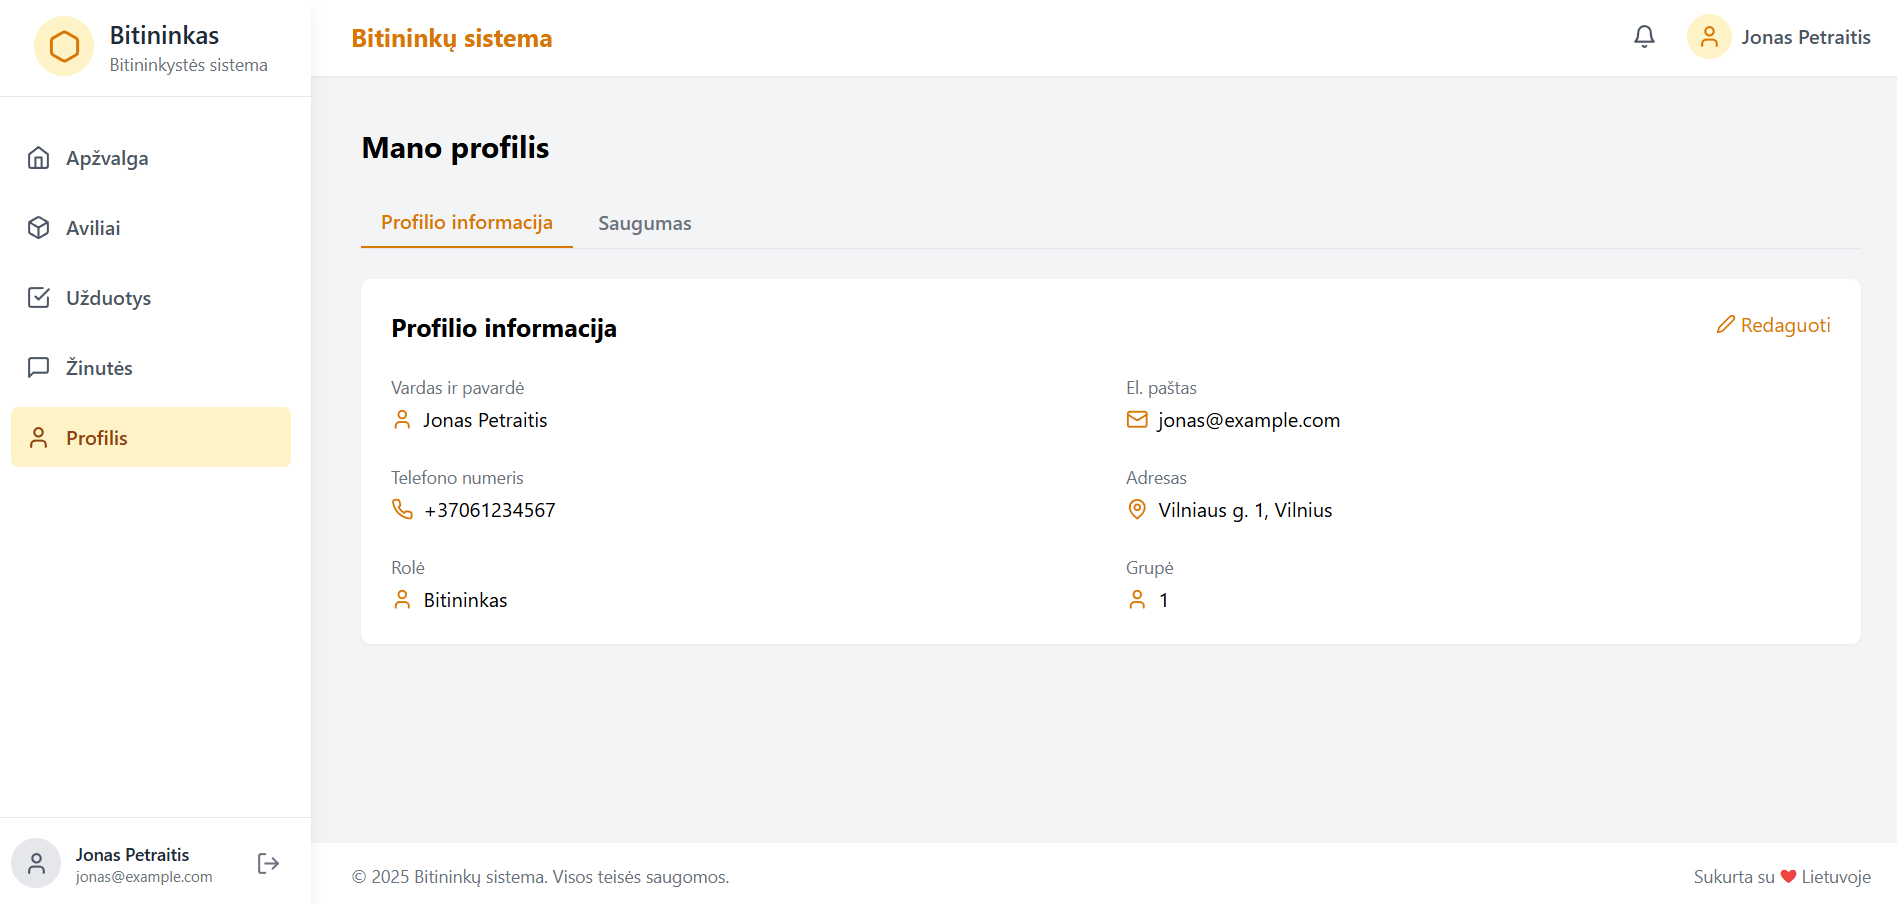 Bitininkas
Bitininkystės sistema
Apžvalga
Aviliai
Užduotys
Žinutės
Profilis
Jonas Petraitis
jonas@example.com
Bitininkų sistema
Jonas Petraitis
Mano profilis
Profilio informacija
Saugumas
Profilio informacija
Redaguoti
Vardas ir pavardė
Jonas Petraitis
El. paštas
jonas@example.com
Telefono numeris
+37061234567
Adresas
Vilniaus g. 1, Vilnius
Rolė
Bitininkas
Grupė
1
© 2025 Bitininkų sistema. Visos teisės saugomos.
Sukurta su ❤ Lietuvoje